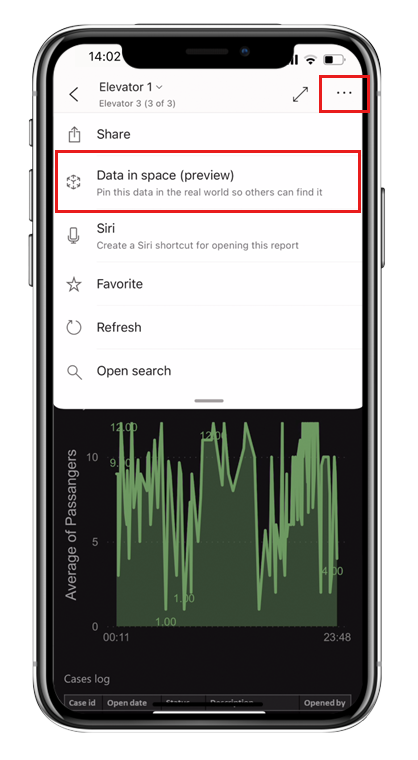 14:02
Elevator 1
Elevator 3 (3 of 3)
Share
Data in space (preview)
Pin this data in the real world so others can find it
Siri
Create a Siri shortcut for opening this report
Favorite
Refresh
Open search
12.00
12.00
10
9.00
Average of Passangers
5
4.00
1.00
1.00
0
00:11 23:48
Cases log
Case id Open date Status Description Opened by